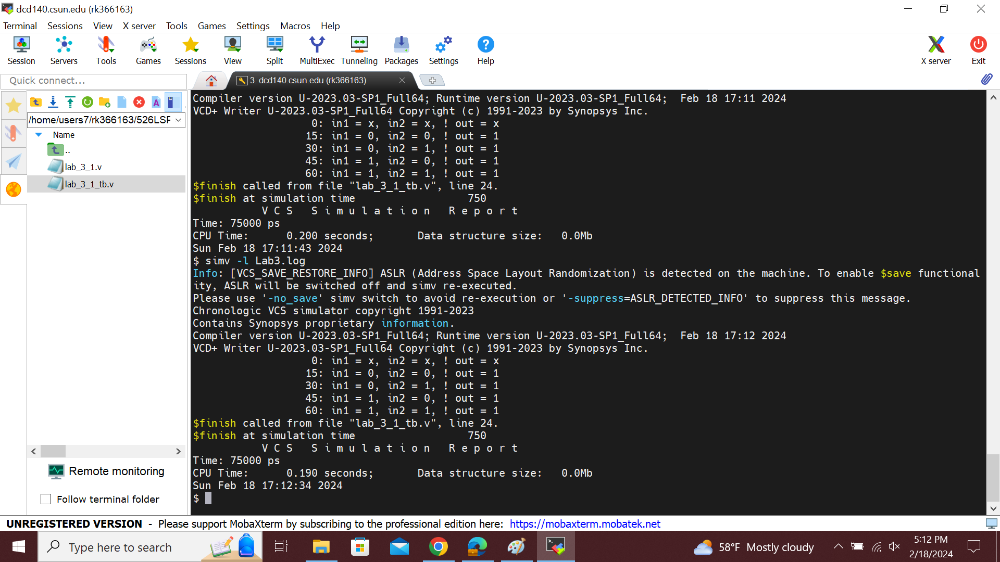 dcd140.csun.edu (rk366163)
Terminal Sessions View X server Tools Games Settings Macros Help
Session Servers Tools Games Sessions View Split MultiExec Tunneling Packages Settings Help X server Exit
Quick connect...
3. dcd140.csun.edu (rk366163)
/home/users7/rk366163/526LSF
Name
..
lab_3_1.v
lab_3_1_tb.v
Compiler version U-2023.03-SP1_Full64; Runtime version U-2023.03-SP1_Full64;  Feb 18 17:11 2024
VCD+ Writer U-2023.03-SP1_Full64 Copyright (c) 1991-2023 by Synopsys Inc.
0: in1 = x, in2 = x, ! out = x
15: in1 = 0, in2 = 0, ! out = 1
30: in1 = 0, in2 = 1, ! out = 1
45: in1 = 1, in2 = 0, ! out = 1
60: in1 = 1, in2 = 1, ! out = 1
$finish called from file "lab_3_1_tb.v", line 24.
$finish at simulation time                  750
V C S   S i m u l a t i o n   R e p o r t
Time: 75000 ps
CPU Time:      0.200 seconds;       Data structure size:   0.0Mb
Sun Feb 18 17:11:43 2024
$ simv -l Lab3.log
Info: [VCS_SAVE_RESTORE_INFO] ASLR (Address Space Layout Randomization) is detected on the machine. To enable $save functional
ity, ASLR will be switched off and simv re-executed.
Please use '-no_save' simv switch to avoid re-execution or '-suppress=ASLR_DETECTED_INFO' to suppress this message.
Chronologic VCS simulator copyright 1991-2023
Contains Synopsys proprietary information.
Compiler version U-2023.03-SP1_Full64; Runtime version U-2023.03-SP1_Full64;  Feb 18 17:12 2024
VCD+ Writer U-2023.03-SP1_Full64 Copyright (c) 1991-2023 by Synopsys Inc.
0: in1 = x, in2 = x, ! out = x
15: in1 = 0, in2 = 0, ! out = 1
30: in1 = 0, in2 = 1, ! out = 1
45: in1 = 1, in2 = 0, ! out = 1
60: in1 = 1, in2 = 1, ! out = 1
$finish called from file "lab_3_1_tb.v", line 24.
$finish at simulation time                  750
V C S   S i m u l a t i o n   R e p o r t
Time: 75000 ps
CPU Time:      0.190 seconds;       Data structure size:   0.0Mb
Sun Feb 18 17:12:34 2024
$
Remote monitoring
Follow terminal folder
UNREGISTERED VERSION - Please support MobaXterm by subscribing to the professional edition here: https://mobaxterm.mobatek.net
Type here to search
58°F Mostly cloudy
5:12 PM
2/18/2024